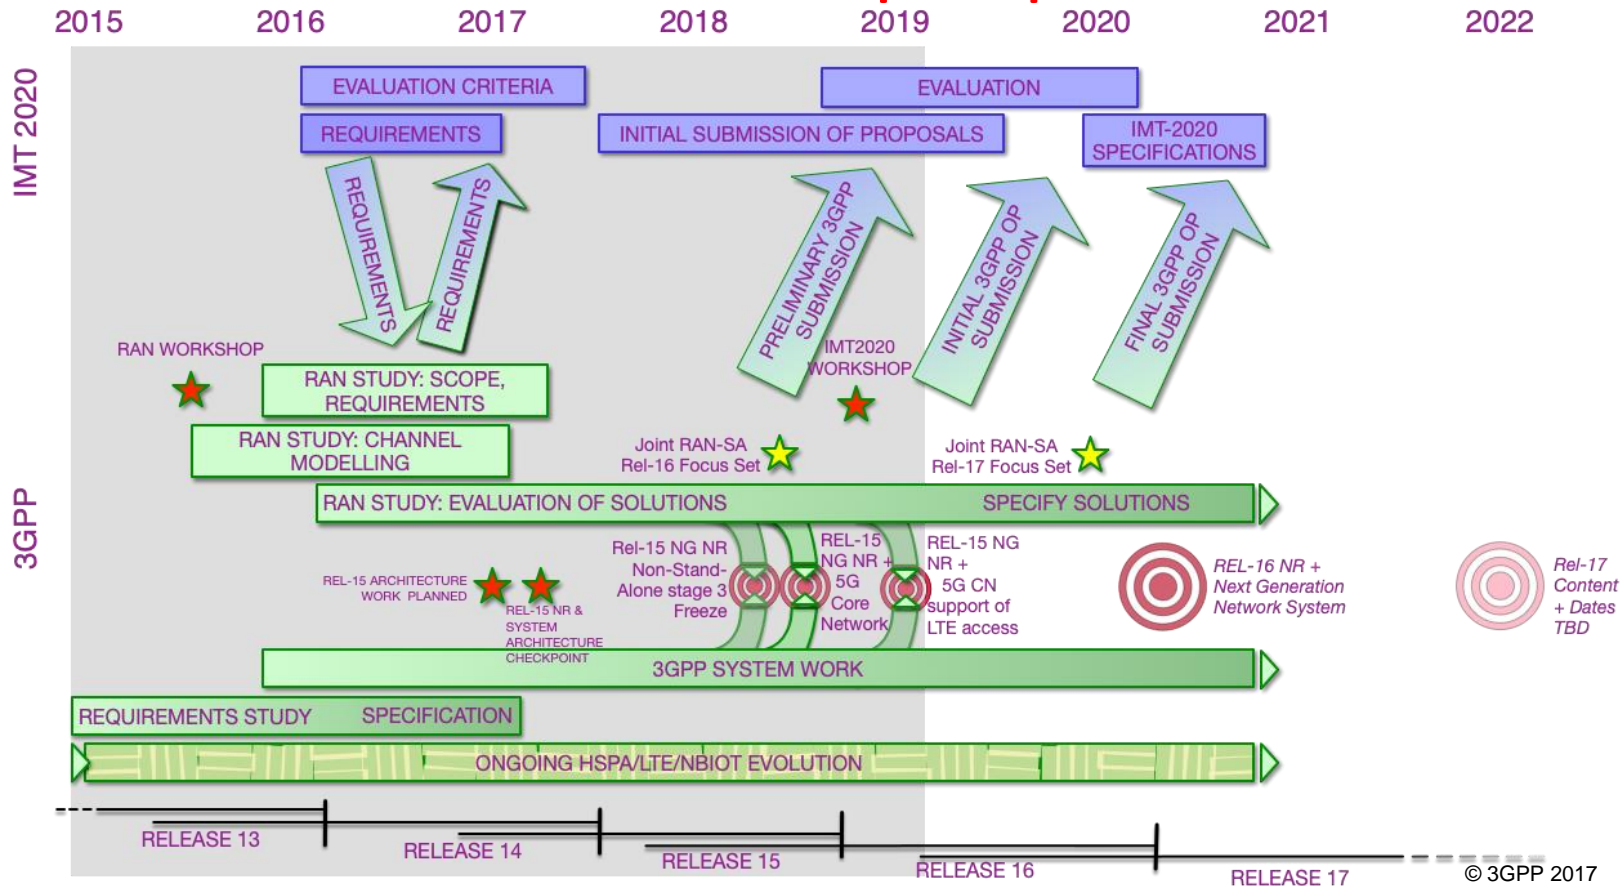 2015 2016 2017 2018 2019 2020 2021 2022
IMT 2020
EVALUATION CRITERIA
EVALUATION
REQUIREMENTS
INITIAL SUBMISSION OF PROPOSALS
IMT-2020
SPECIFICATIONS
REQUIREMENTS
REQUIREMENTS
PRELIMINARY 3GPP
SUBMISSION
INITIAL 3GPP OP
SUBMISSION
FINAL 3GPP OP
SUBMISSION
RAN WORKSHOP
IMT2020
WORKSHOP
3GPP
RAN STUDY: SCOPE,
REQUIREMENTS
RAN STUDY: CHANNEL
MODELLING
Joint RAN-SA
Rel-16 Focus Set
Joint RAN-SA
Rel-17 Focus Set
RAN STUDY: EVALUATION OF SOLUTIONS
SPECIFY SOLUTIONS
REL-15 ARCHITECTURE
WORK PLANNED
REL-15 NR &
SYSTEM
ARCHITECTURE
CHECKPOINT
Rel-15 NG NR
Non-Stand-
Alone stage 3
Freeze
REL-15
NG NR +
5G
Core
Network
REL-15 NG
NR +
5G CN
support of
LTE access
REL-16 NR +
Next Generation
Network System
Rel-17
Content
+ Dates
TBD
3GPP SYSTEM WORK
REQUIREMENTS STUDY
SPECIFICATION
ONGOING HSPA/LTE/NBIOT EVOLUTION
RELEASE 13
RELEASE 14
RELEASE 15
RELEASE 16
RELEASE 17
© 3GPP 2017